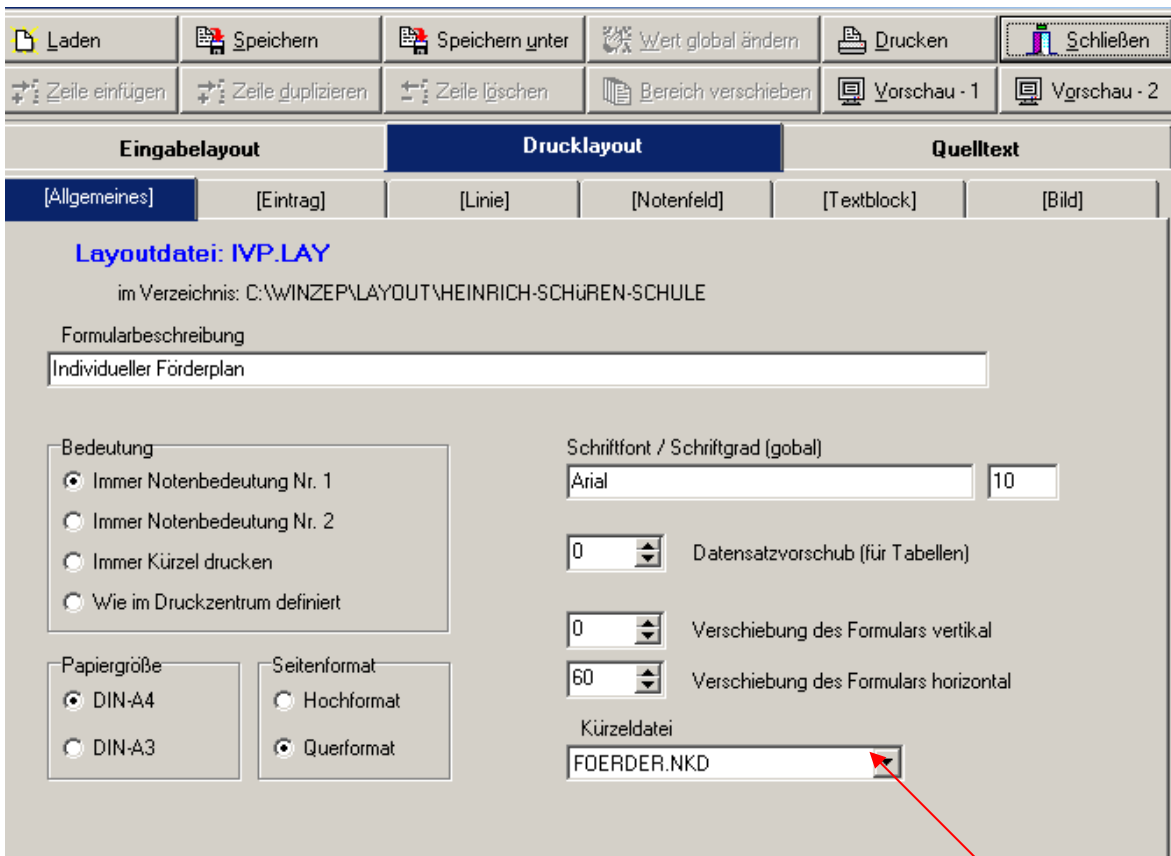 Laden Speichern Speichern unter Wert global ändern Drucken Schließen
Zeile einfügen Zeile duplizieren Zeile löschen Bereich verschieben Vorschau - 1 Vorschau - 2
Eingabelayout Drucklayout Quelltext
[Allgemeines] [Eintrag] [Linie] [Notenfeld] [Textblock] [Bild]
Layoutdatei: IVP.LAY
im Verzeichnis: C:\WINZEP\LAYOUT\HEINRICH-SCHüREN-SCHULE
Formularbeschreibung
Individueller Förderplan
Bedeutung
Immer Notenbedeutung Nr. 1
Immer Notenbedeutung Nr. 2
Immer Kürzel drucken
Wie im Druckzentrum definiert
Schriftfont / Schriftgrad (gobal)
Arial 10
0 Datensatzvorschub (für Tabellen)
0 Verschiebung des Formulars vertikal
60 Verschiebung des Formulars horizontal
Papiergröße
DIN-A4
DIN-A3
Seitenformat
Hochformat
Querformat
Kürzeldatei
FOERDER.NKD